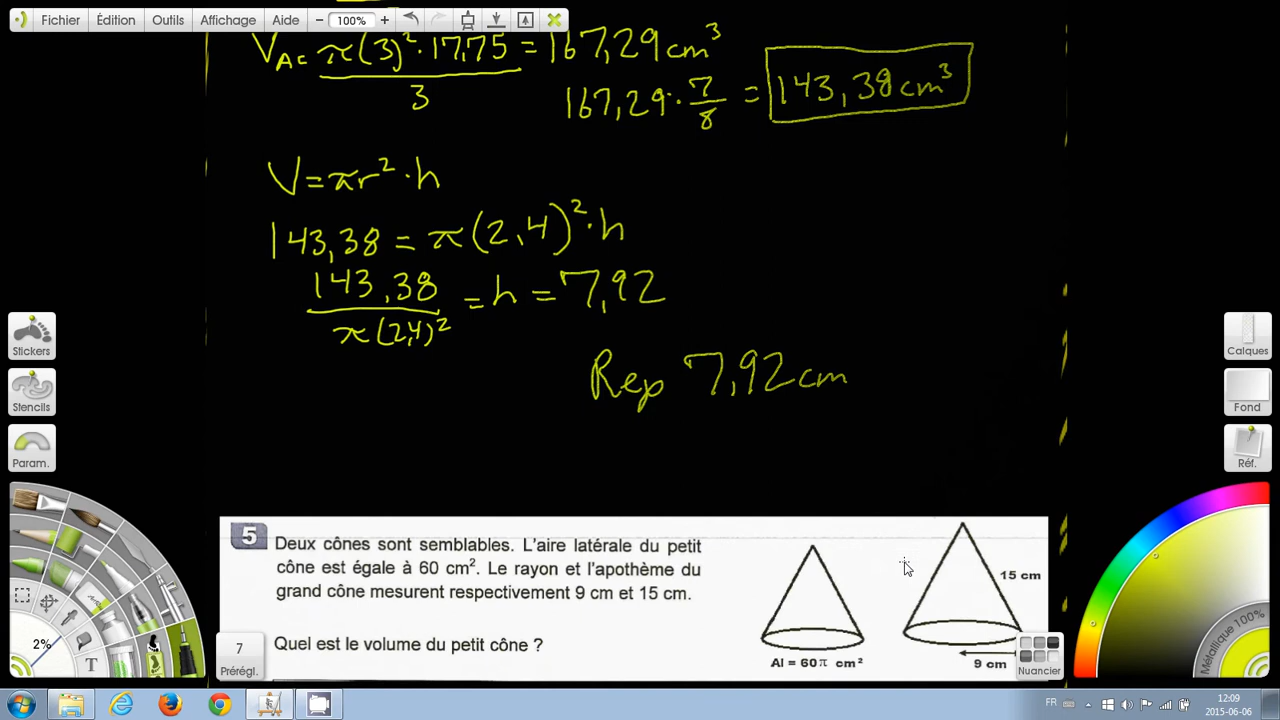 Fichier Édition Outils Affichage Aide − 100% +
V_AC = π(3)²·17,75 / 3 = 167,29 cm³
167,29 · 7/8 = 143,38 cm³
V = πr²·h
143,38 = π(2,4)²·h
143,38 / π(2,4)² = h = 7,92
Rep 7,92 cm
Stickers
Stencils
Param.
Calques
Fond
Réf.
5
Deux cônes sont semblables. L'aire latérale du petit
cône est égale à 60 cm². Le rayon et l'apothème du
grand cône mesurent respectivement 9 cm et 15 cm.
Quel est le volume du petit cône ?
15 cm
Al = 60π cm²
9 cm
2%
T
7
Prérégl.
Nuancier
Métallique 100%
FR
12:09
2015-06-06